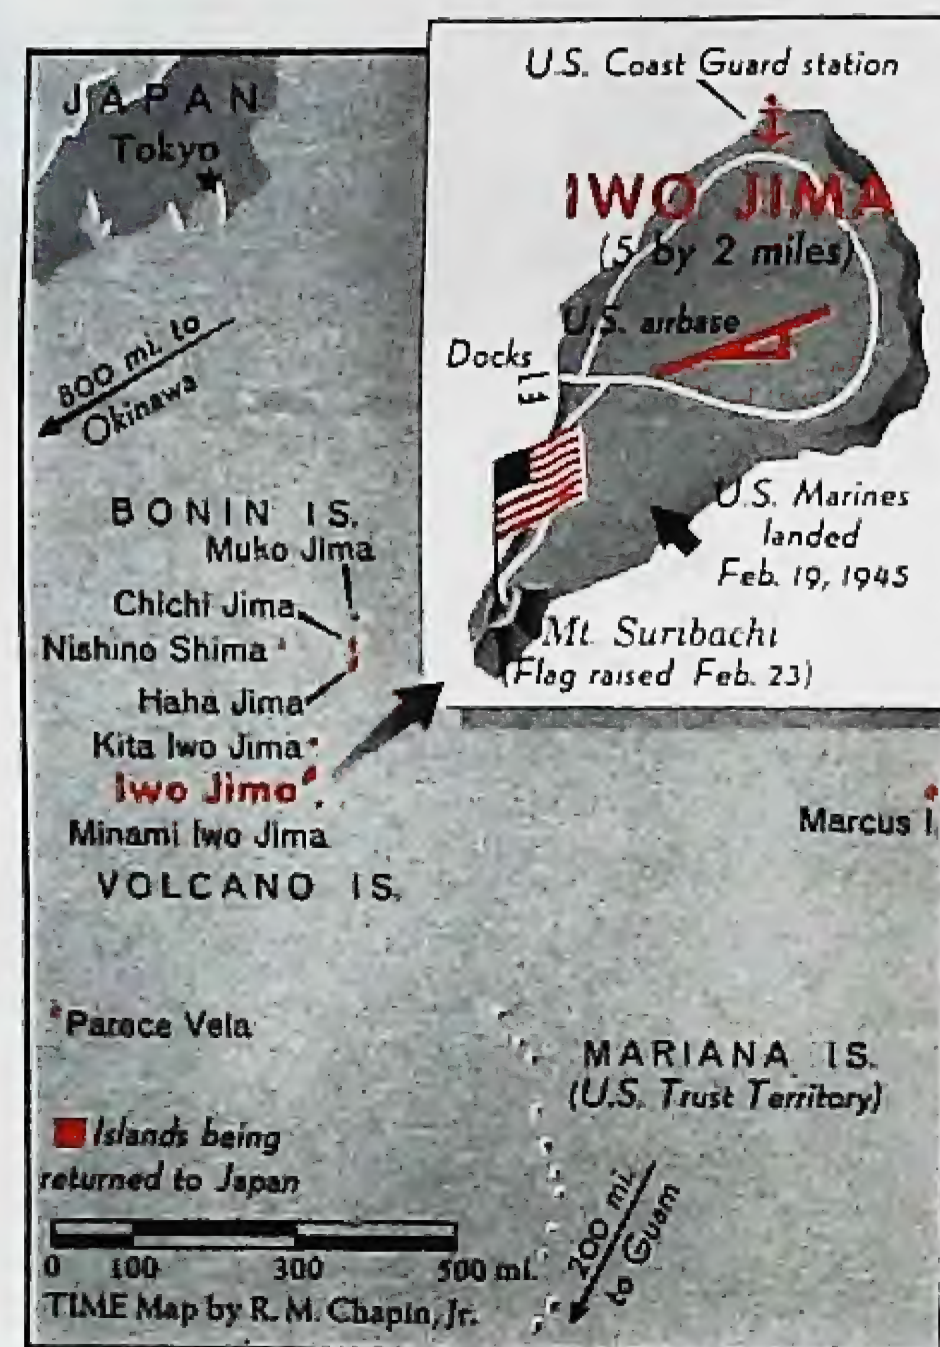 JAPAN
Tokyo
800 mi. to
Okinawa
BONIN IS.
Muko Jima
Chichi Jima
Nishino Shima
Haha Jima
Kita Iwo Jima
Iwo Jima
Minami Iwo Jima
VOLCANO IS.
Parece Vela
Islands being
returned to Japan
0 100 300 500 mi.
TIME Map by R. M. Chapin, Jr.
U.S. Coast Guard station
IWO JIMA
(5 by 2 miles)
U.S. airbase
Docks
U.S. Marines
landed
Feb. 19, 1945
Mt. Suribachi
(Flag raised Feb. 23)
Marcus I.
MARIANA IS.
(U.S. Trust Territory)
200 mi.
to Guam